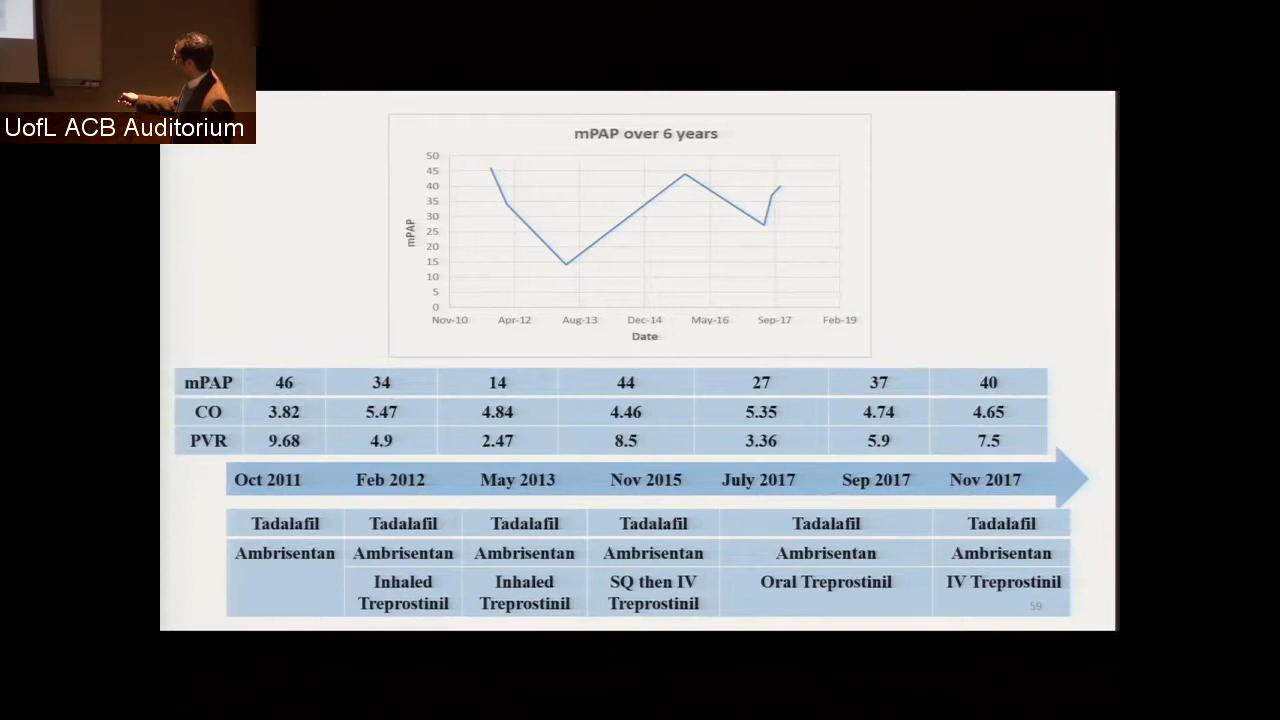 UofL ACB Auditorium
mPAP over 6 years
50
45
40
35
30
25
20
15
10
5
0
mPAP
Nov-10 Apr-12 Aug-13 Dec-14 May-16 Sep-17 Feb-19
Date
mPAP 46 34 14 44 27 37 40
CO 3.82 5.47 4.84 4.46 5.35 4.74 4.65
PVR 9.68 4.9 2.47 8.5 3.36 5.9 7.5
Oct 2011 Feb 2012 May 2013 Nov 2015 July 2017 Sep 2017 Nov 2017
Tadalafil Tadalafil Tadalafil Tadalafil Tadalafil Tadalafil
Ambrisentan Ambrisentan Ambrisentan Ambrisentan Ambrisentan Ambrisentan
Inhaled Inhaled SQ then IV Oral Treprostinil IV Treprostinil
Treprostinil Treprostinil Treprostinil
59